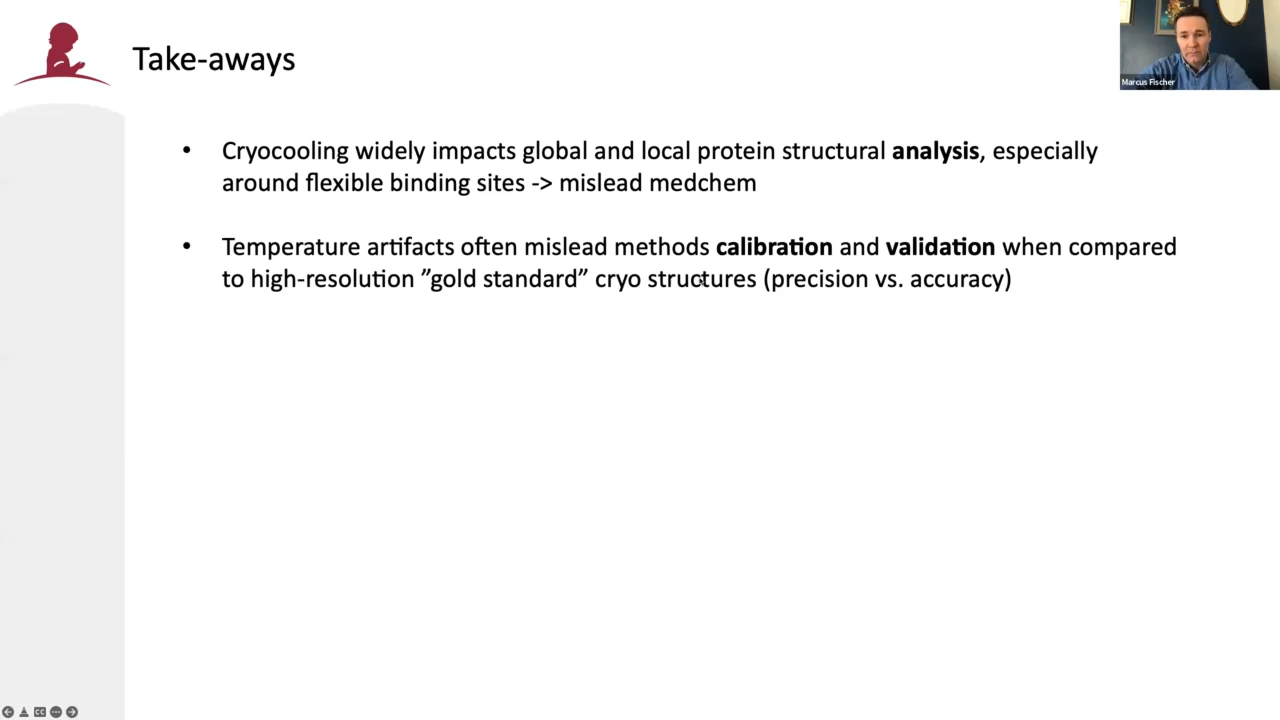 Take-aways
Marcus Fischer
• Cryocooling widely impacts global and local protein structural analysis, especially
around flexible binding sites -> mislead medchem
• Temperature artifacts often mislead methods calibration and validation when compared
to high-resolution ”gold standard” cryo structures (precision vs. accuracy)
CC